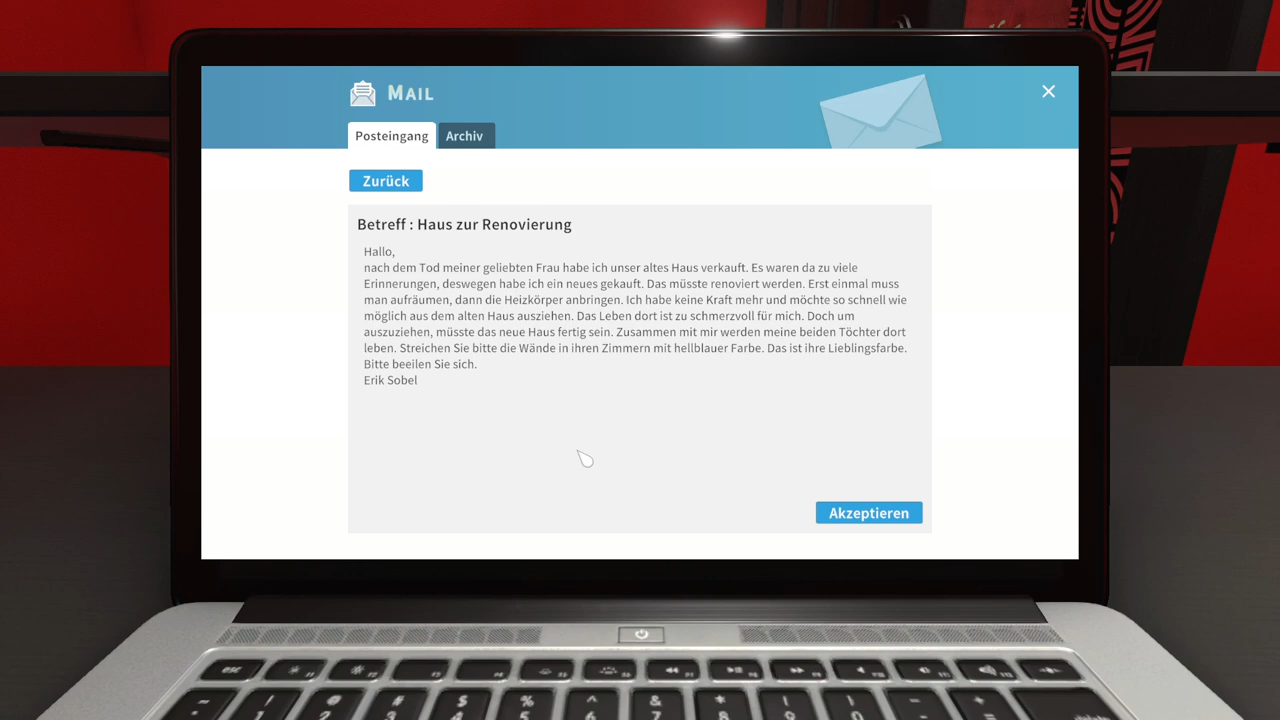 MAIL
Posteingang Archiv
Zurück
Betreff : Haus zur Renovierung
Hallo,
nach dem Tod meiner geliebten Frau habe ich unser altes Haus verkauft. Es waren da zu viele
Erinnerungen, deswegen habe ich ein neues gekauft. Das müsste renoviert werden. Erst einmal muss
man aufräumen, dann die Heizkörper anbringen. Ich habe keine Kraft mehr und möchte so schnell wie
möglich aus dem alten Haus ausziehen. Das Leben dort ist zu schmerzvoll für mich. Doch um
auszuziehen, müsste das neue Haus fertig sein. Zusammen mit mir werden meine beiden Töchter dort
leben. Streichen Sie bitte die Wände in ihren Zimmern mit hellblauer Farbe. Das ist ihre Lieblingsfarbe.
Bitte beeilen Sie sich.
Erik Sobel
Akzeptieren
esc
$ % ^ & *